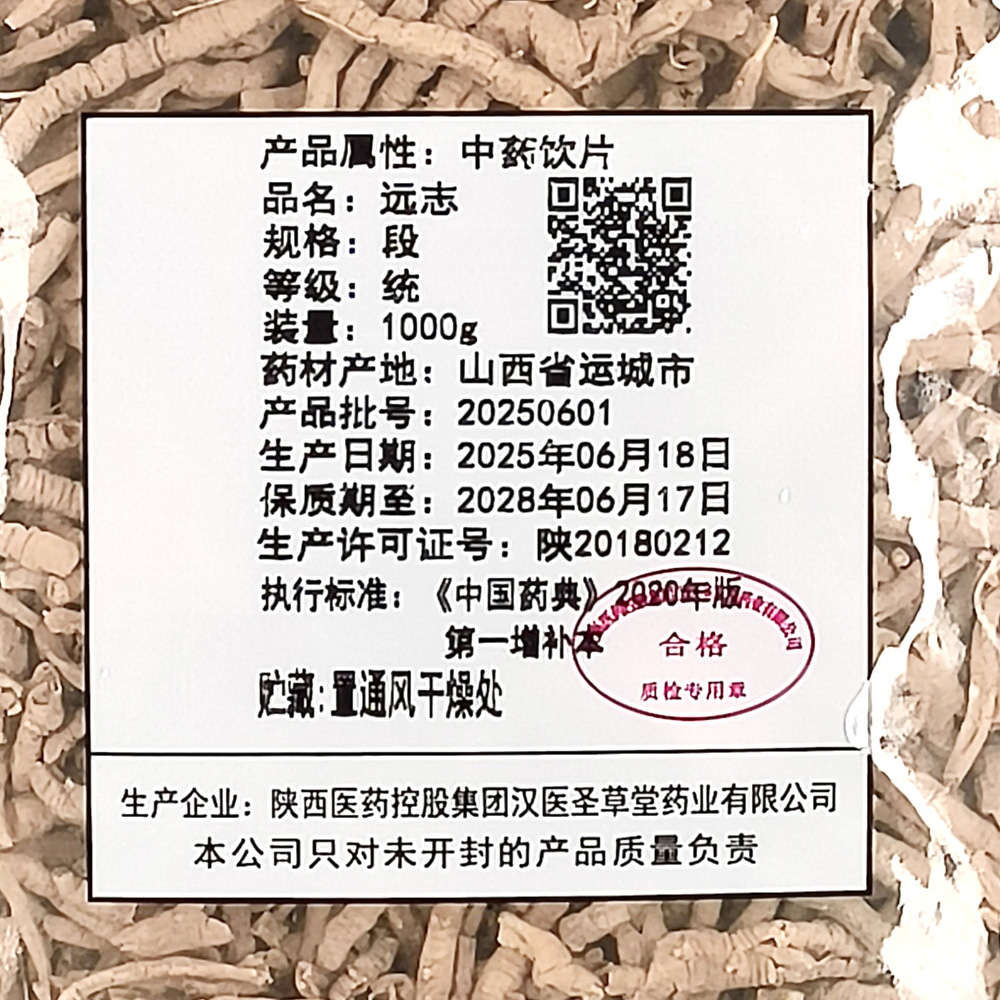 产品属性：中药饮片
品名：远志
规格：段
等级：统
装量：1000g
药材产地：山西省运城市
产品批号：20250601
生产日期：2025年06月18日
保质期至：2028年06月17日
生产许可证号：陕20180212
执行标准：《中国药典》2020年版
第一增补本
合格
质检专用章
贮藏:置通风干燥处
生产企业：陕西医药控股集团汉医圣草堂药业有限公司
本公司只对未开封的产品质量负责